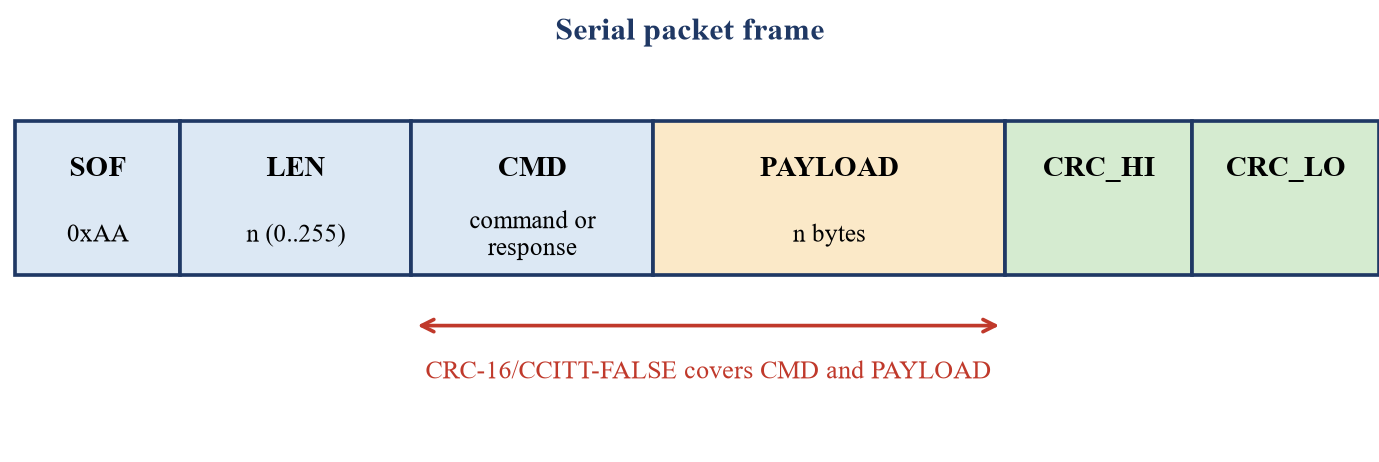 Serial packet frame
SOF
LEN
CMD
PAYLOAD
CRC_HI
CRC_LO
0xAA
n (0..255)
command or
response
n bytes
CRC-16/CCITT-FALSE covers CMD and PAYLOAD